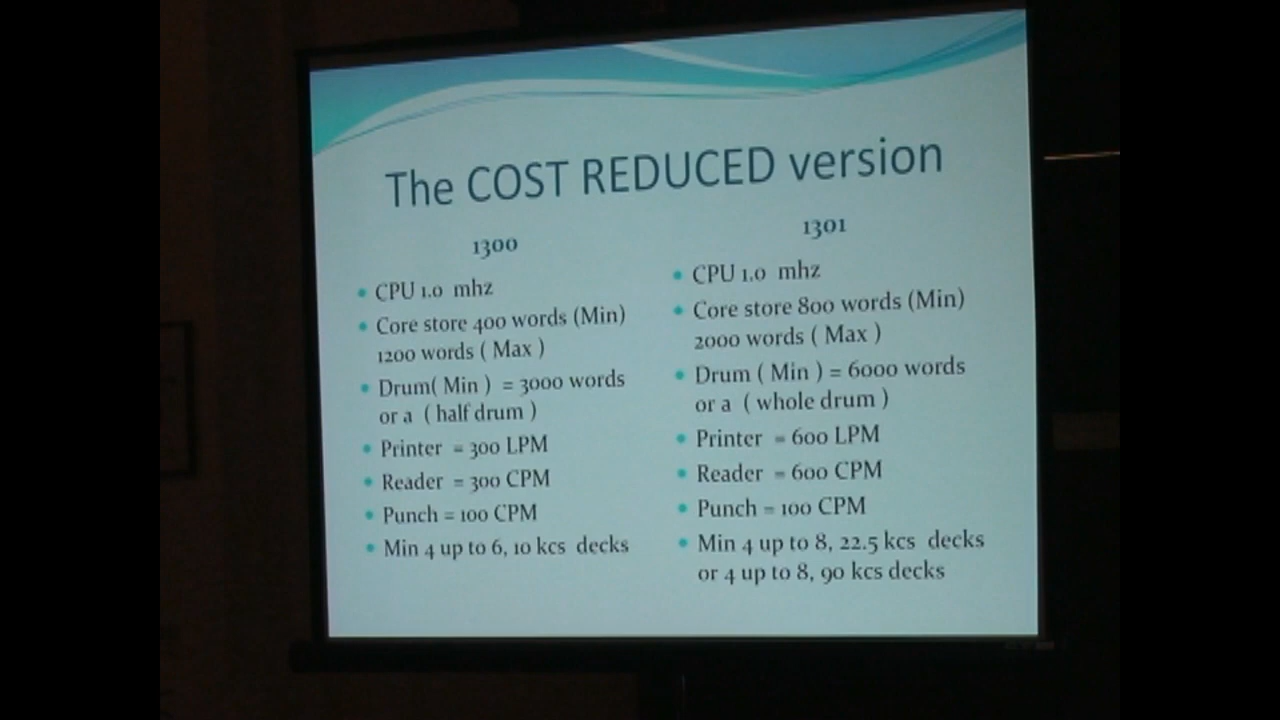 The COST REDUCED version
1300
CPU 1.0 mhz
Core store 400 words (Min)
1200 words ( Max )
Drum( Min ) = 3000 words
or a ( half drum )
Printer = 300 LPM
Reader = 300 CPM
Punch = 100 CPM
Min 4 up to 6, 10 kcs decks
1301
CPU 1.0 mhz
Core store 800 words (Min)
2000 words ( Max )
Drum ( Min ) = 6000 words
or a ( whole drum )
Printer = 600 LPM
Reader = 600 CPM
Punch = 100 CPM
Min 4 up to 8, 22.5 kcs decks
or 4 up to 8, 90 kcs decks